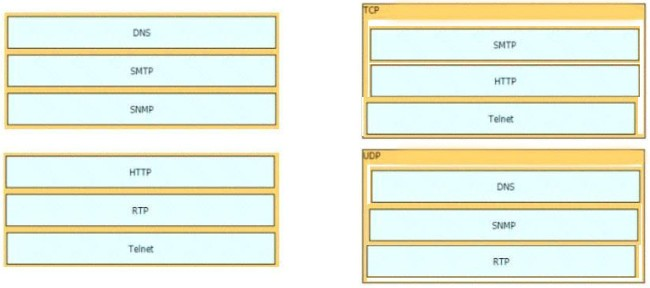 DNS
SMTP
SNMP
HTTP
RTP
Telnet
TCP
SMTP
HTTP
Telnet
UDP
DNS
SNMP
RTP